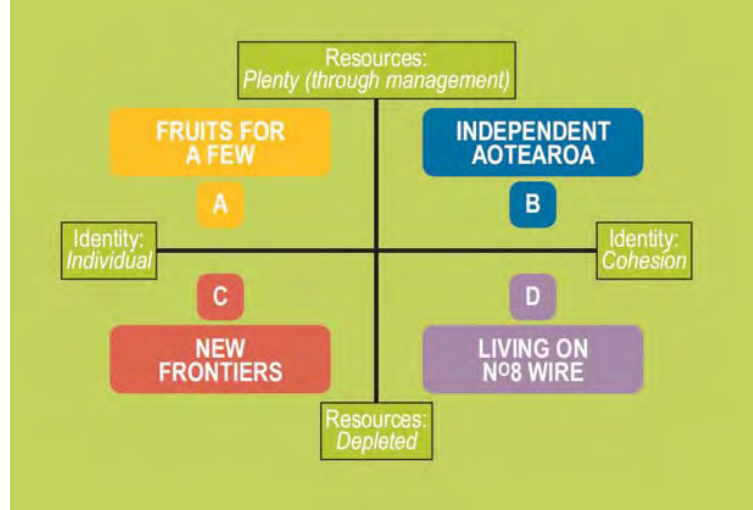 Resources:
Plenty (through management)
FRUITS FOR
A FEW
A
INDEPENDENT
AOTEAROA
B
Identity:
Individual
Identity:
Cohesion
C
NEW
FRONTIERS
D
LIVING ON
Nº8 WIRE
Resources:
Depleted